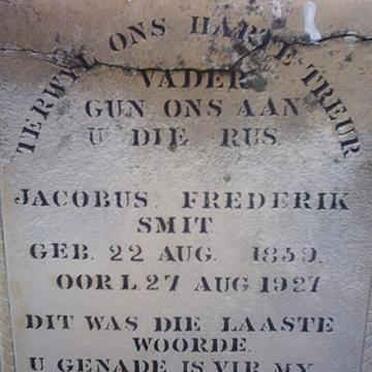 TERWYL ONS HARTE TREUR
VADER
GUN ONS AAN
U DIE RUS
JACOBUS FREDERIK
SMIT
GEB. 22 AUG. 1859.
OORL 27 AUG 1927
DIT WAS DIE LAASTE
WOORDE
U GENADE IS VIR MY